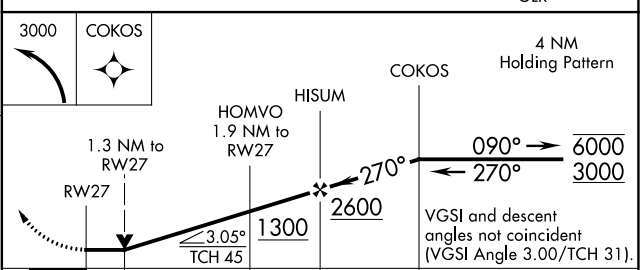 3000
COKOS
4 NM
Holding Pattern
COKOS
HISUM
HOMVO
1.9 NM to
RW27
1.3 NM to
RW27
RW27
090°
6000
270°
270°
3000
2600
1300
3.05°
TCH 45
VGSI and descent
angles not coincident
(VGSI Angle 3.00/TCH 31).